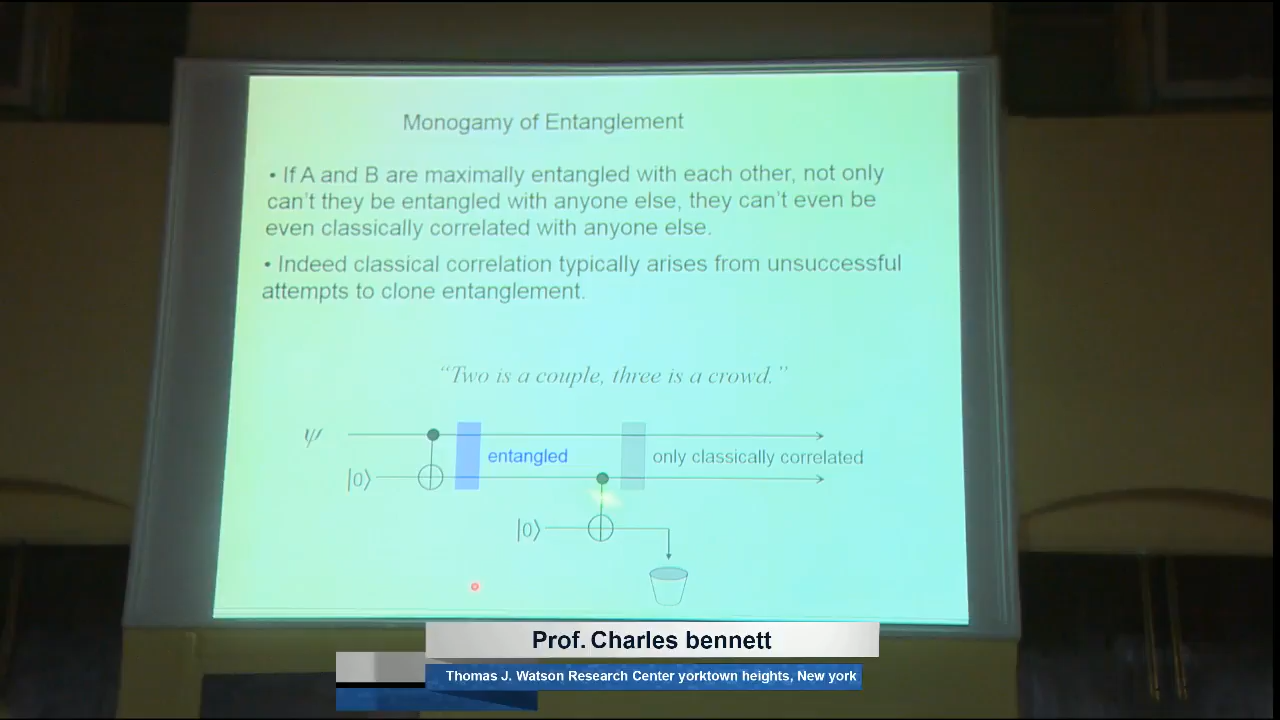 Monogamy of Entanglement
• If A and B are maximally entangled with each other, not only
can't they be entangled with anyone else, they can't even be
even classically correlated with anyone else.
• Indeed classical correlation typically arises from unsuccessful
attempts to clone entanglement.
“Two is a couple, three is a crowd.”
ψ
entangled
only classically correlated
|0⟩
|0⟩
Prof. Charles bennett
Thomas J. Watson Research Center yorktown heights, New york